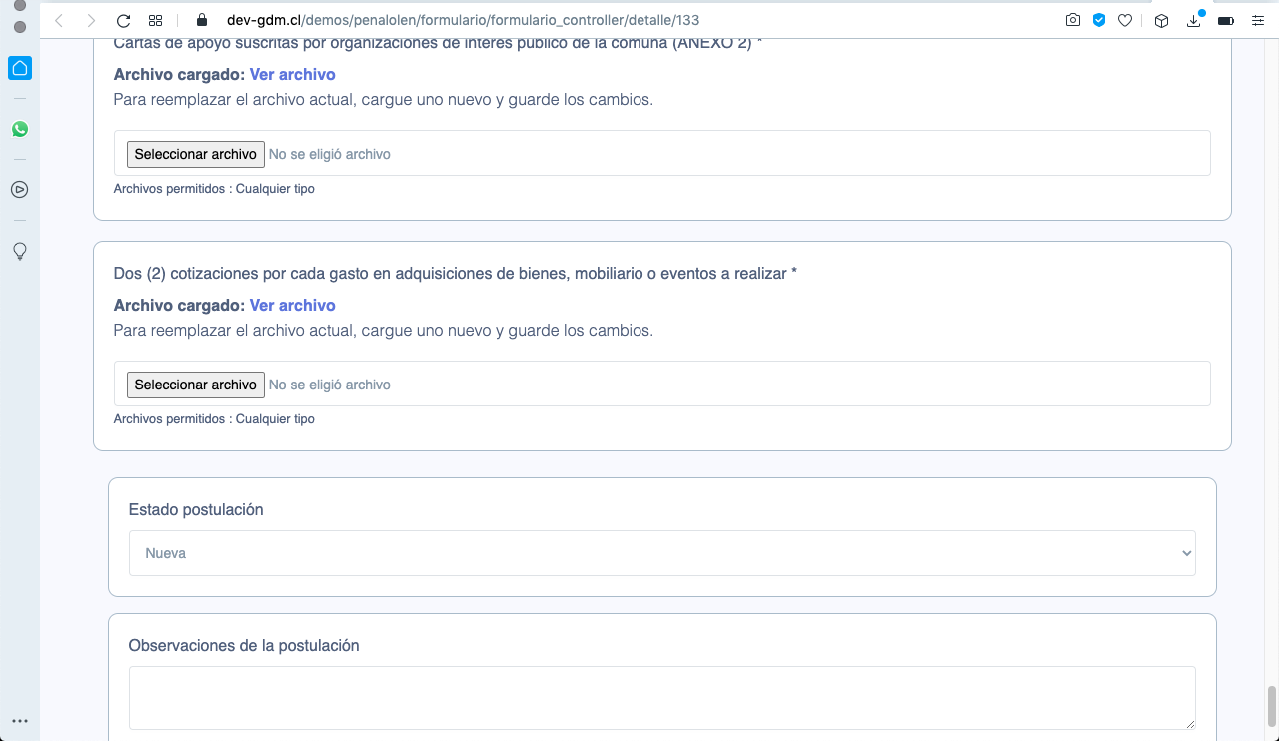 dev-gdm.cl/demos/penalolen/formulario/formulario_controller/detalle/133
Cartas de apoyo suscritas por organizaciones de interés público de la comuna (ANEXO 2) *
Archivo cargado: Ver archivo
Para reemplazar el archivo actual, cargue uno nuevo y guarde los cambios.
Seleccionar archivo No se eligió archivo
Archivos permitidos : Cualquier tipo
Dos (2) cotizaciones por cada gasto en adquisiciones de bienes, mobiliario o eventos a realizar *
Archivo cargado: Ver archivo
Para reemplazar el archivo actual, cargue uno nuevo y guarde los cambios.
Seleccionar archivo No se eligió archivo
Archivos permitidos : Cualquier tipo
Estado postulación
Nueva
Observaciones de la postulación